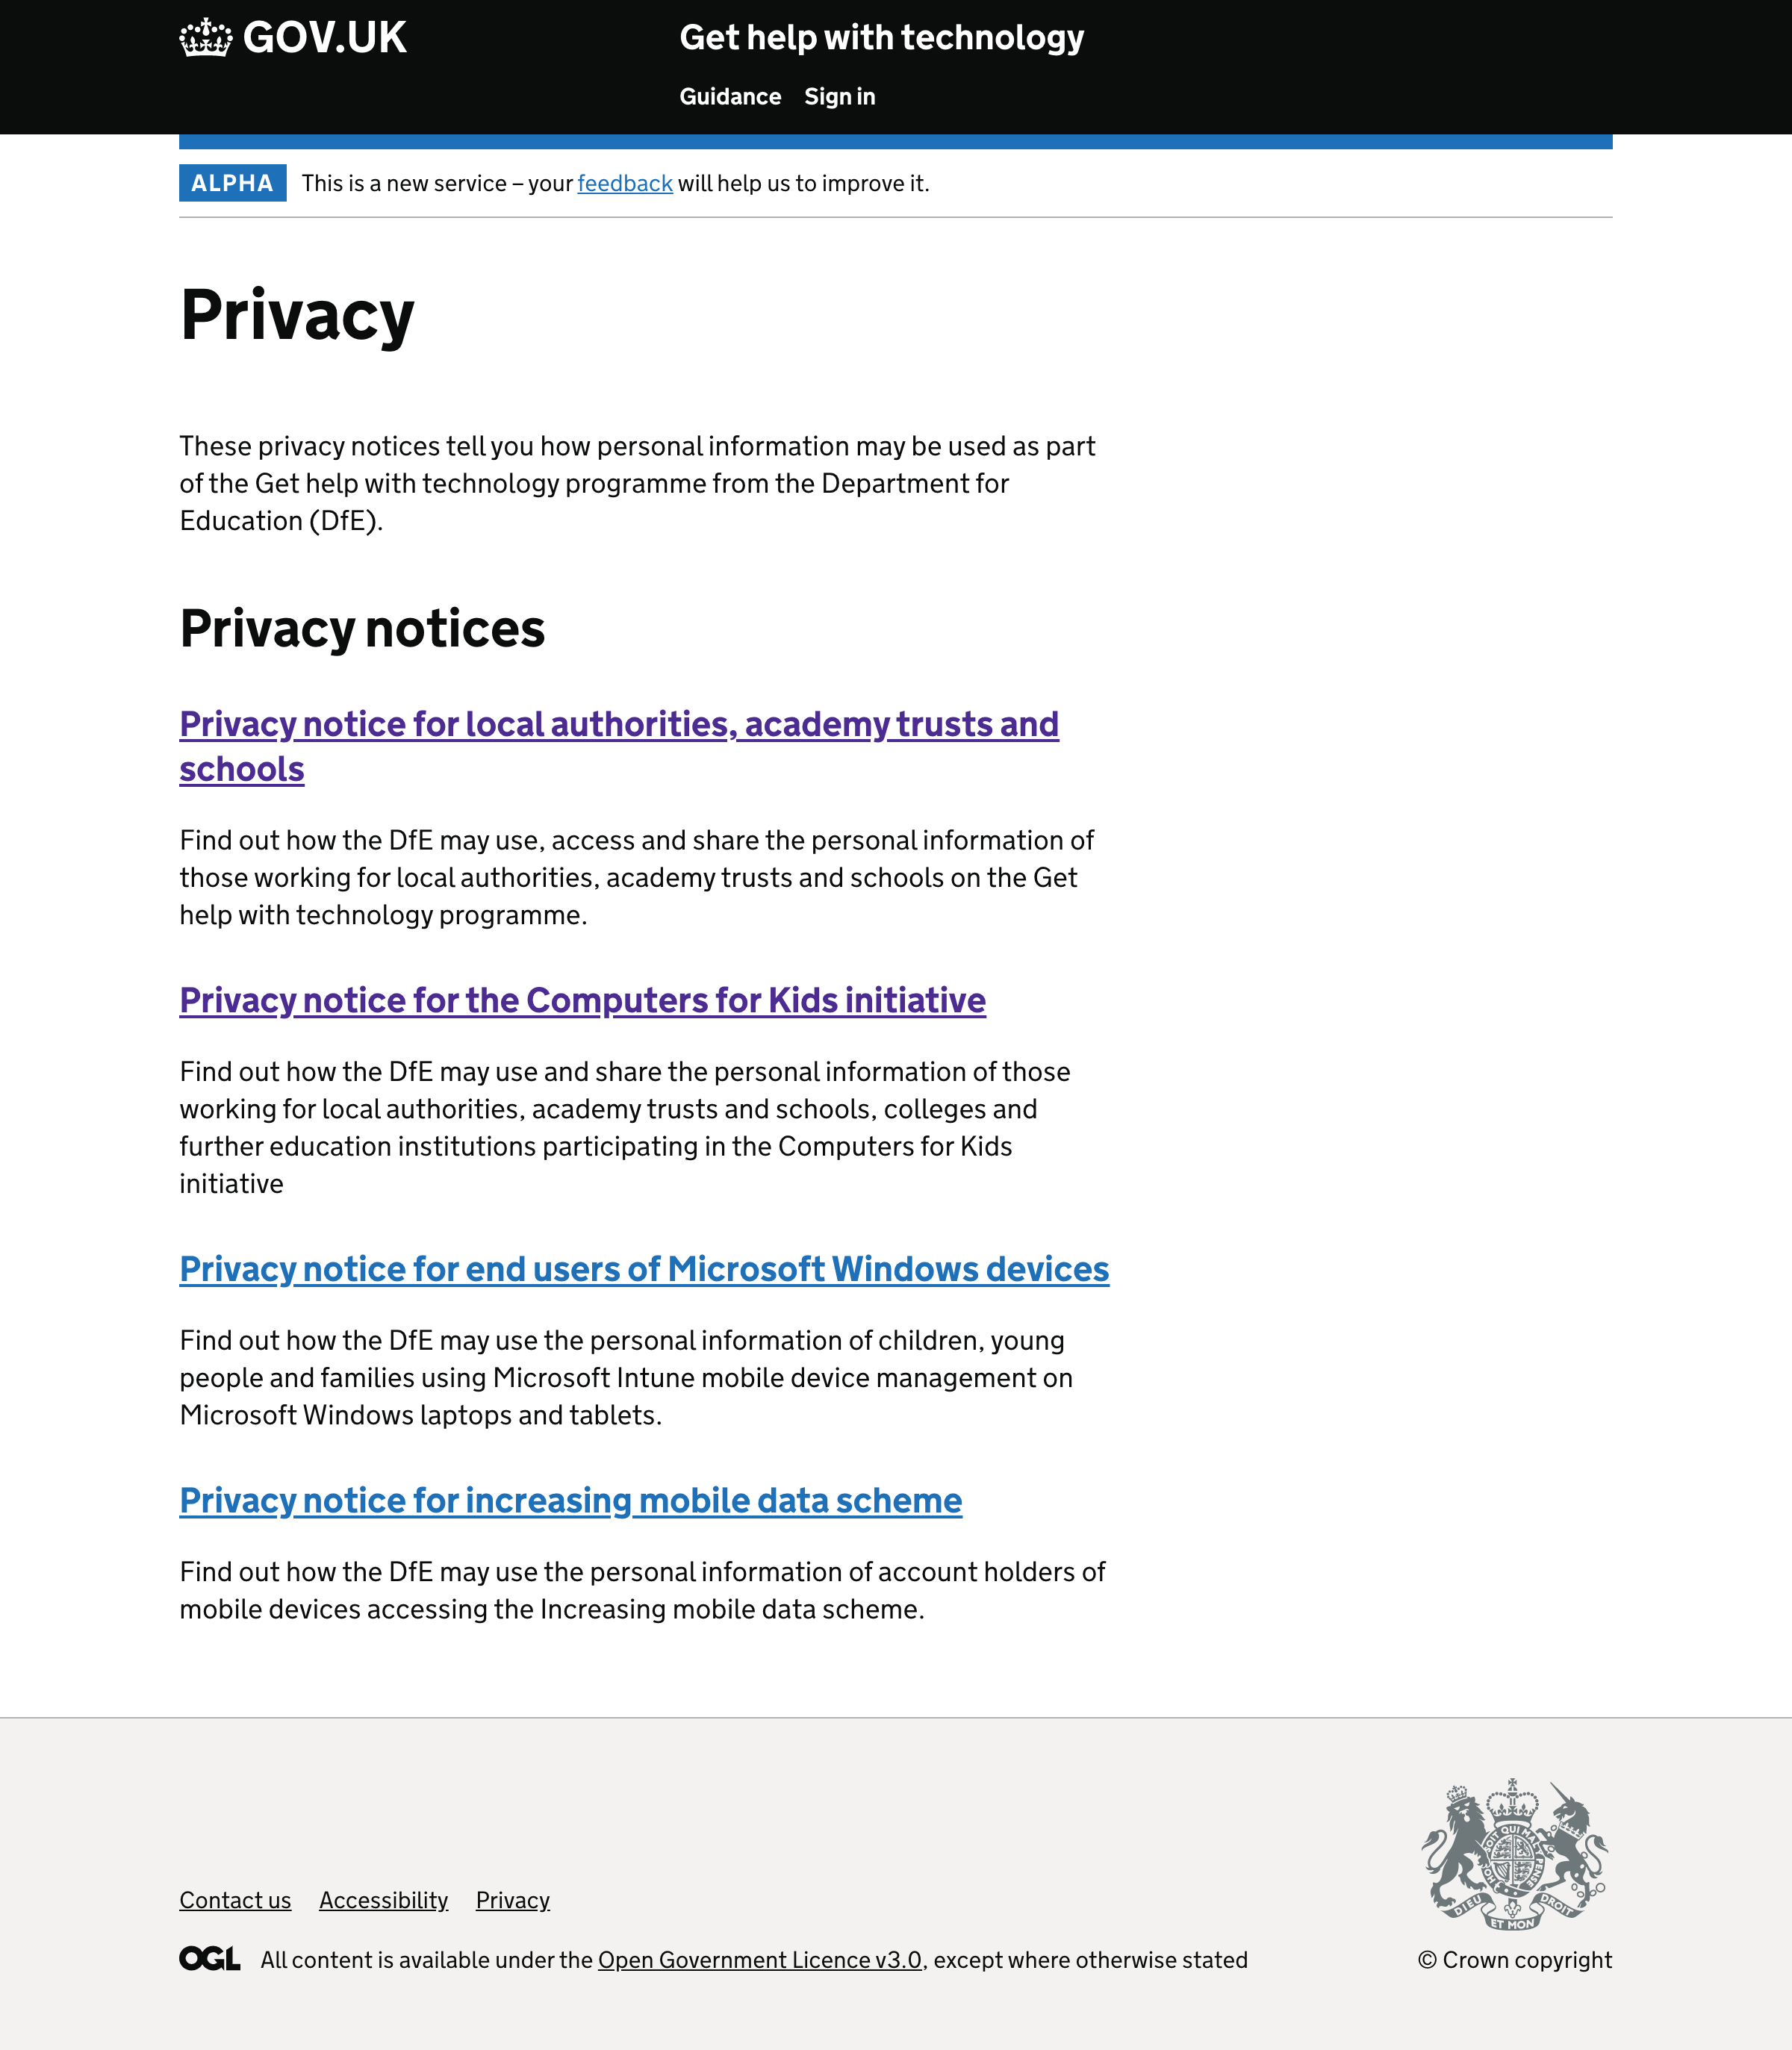 GOV.UK
Get help with technology
Guidance Sign in
ALPHA This is a new service – your feedback will help us to improve it.
Privacy
These privacy notices tell you how personal information may be used as part
of the Get help with technology programme from the Department for
Education (DfE).
Privacy notices
Privacy notice for local authorities, academy trusts and
schools
Find out how the DfE may use, access and share the personal information of
those working for local authorities, academy trusts and schools on the Get
help with technology programme.
Privacy notice for the Computers for Kids initiative
Find out how the DfE may use and share the personal information of those
working for local authorities, academy trusts and schools, colleges and
further education institutions participating in the Computers for Kids
initiative
Privacy notice for end users of Microsoft Windows devices
Find out how the DfE may use the personal information of children, young
people and families using Microsoft Intune mobile device management on
Microsoft Windows laptops and tablets.
Privacy notice for increasing mobile data scheme
Find out how the DfE may use the personal information of account holders of
mobile devices accessing the Increasing mobile data scheme.
Contact us Accessibility Privacy
OGL All content is available under the Open Government Licence v3.0, except where otherwise stated
DIEU ET MON DROIT
© Crown copyright